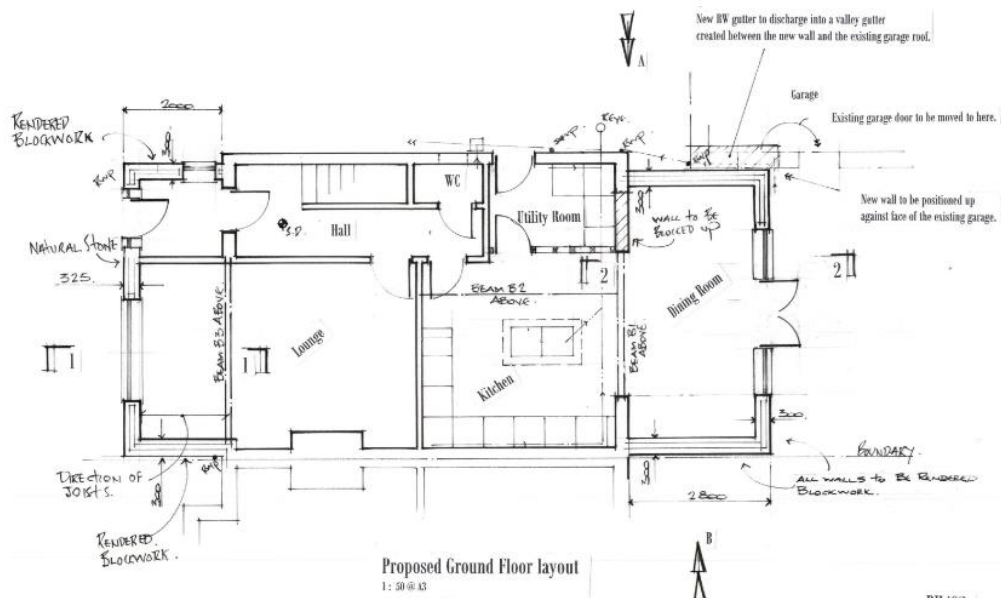 New RW gutter to discharge into a valley gutter
created between the new wall and the existing garage roof.
A
Garage
Existing garage door to be moved to here.
2000
RENDERED
BLOCKWORK
300
RWP
SRVP
REYE.
RWP
RWP
WC
Utility Room
300
New wall to be positioned up
against face of the existing garage.
S.D.
Hall
WALL TO BE
BLOCKED UP
NATURAL STONE
325.
2
2
Dining Room
BEAM B2
ABOVE.
BEAM B3 ABOVE.
Lounge
BEAM B1
ABOVE
1
1
Kitchen
300.
BOUNDARY.
DIRECTION OF
JOISTS.
RWP
300
300
ALL WALLS TO BE RENDERED
BLOCKWORK.
2800
RENDERED.
BLOCKWORK.
B
Proposed Ground Floor layout
1: 50 @ A3